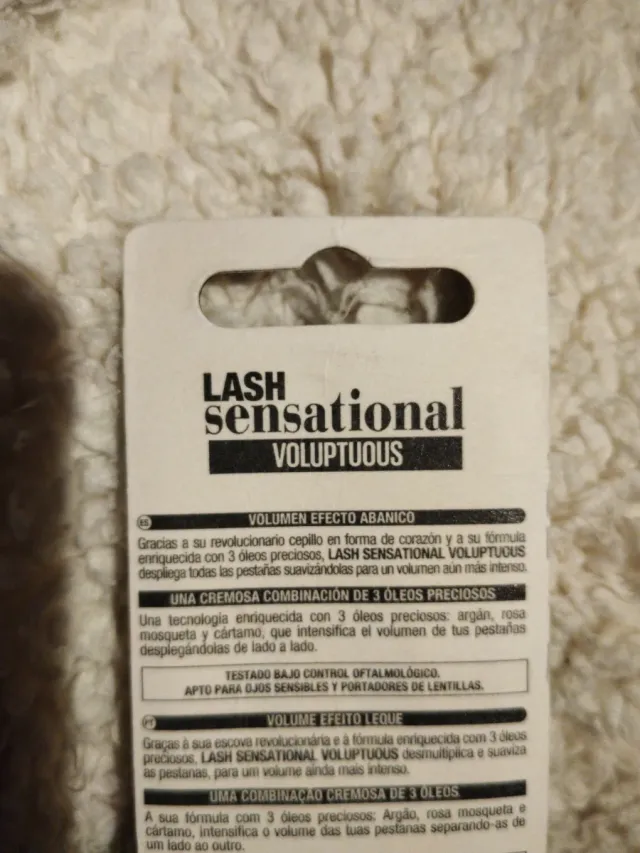 LASH
sensational
VOLUPTUOUS
ES VOLUMEN EFECTO ABANICO
Gracias a su revolucionario cepillo en forma de corazón y a su fórmula
enriquecida con 3 óleos preciosos, LASH SENSATIONAL VOLUPTUOUS
despliega todas las pestañas suavizándolas para un volumen aún más intenso.
UNA CREMOSA COMBINACIÓN DE 3 ÓLEOS PRECIOSOS
Una tecnología enriquecida con 3 óleos preciosos: argán, rosa
mosqueta y cártamo, que intensifica el volumen de tus pestañas
desplegándolas de lado a lado.
TESTADO BAJO CONTROL OFTALMOLÓGICO.
APTO PARA OJOS SENSIBLES Y PORTADORES DE LENTILLAS.
PT VOLUME EFEITO LEQUE
Graças à sua escova revolucionária e à fórmula enriquecida com 3 óleos
preciosos, LASH SENSATIONAL VOLUPTUOUS desmultiplica e suaviza
as pestanas, para um volume ainda mais intenso.
UMA COMBINAÇÃO CREMOSA DE 3 ÓLEOS
A sua fórmula com 3 óleos preciosos: Argão, rosa mosqueta e
cártamo, intensifica o volume das tuas pestanas separando-as de
um lado ao outro.